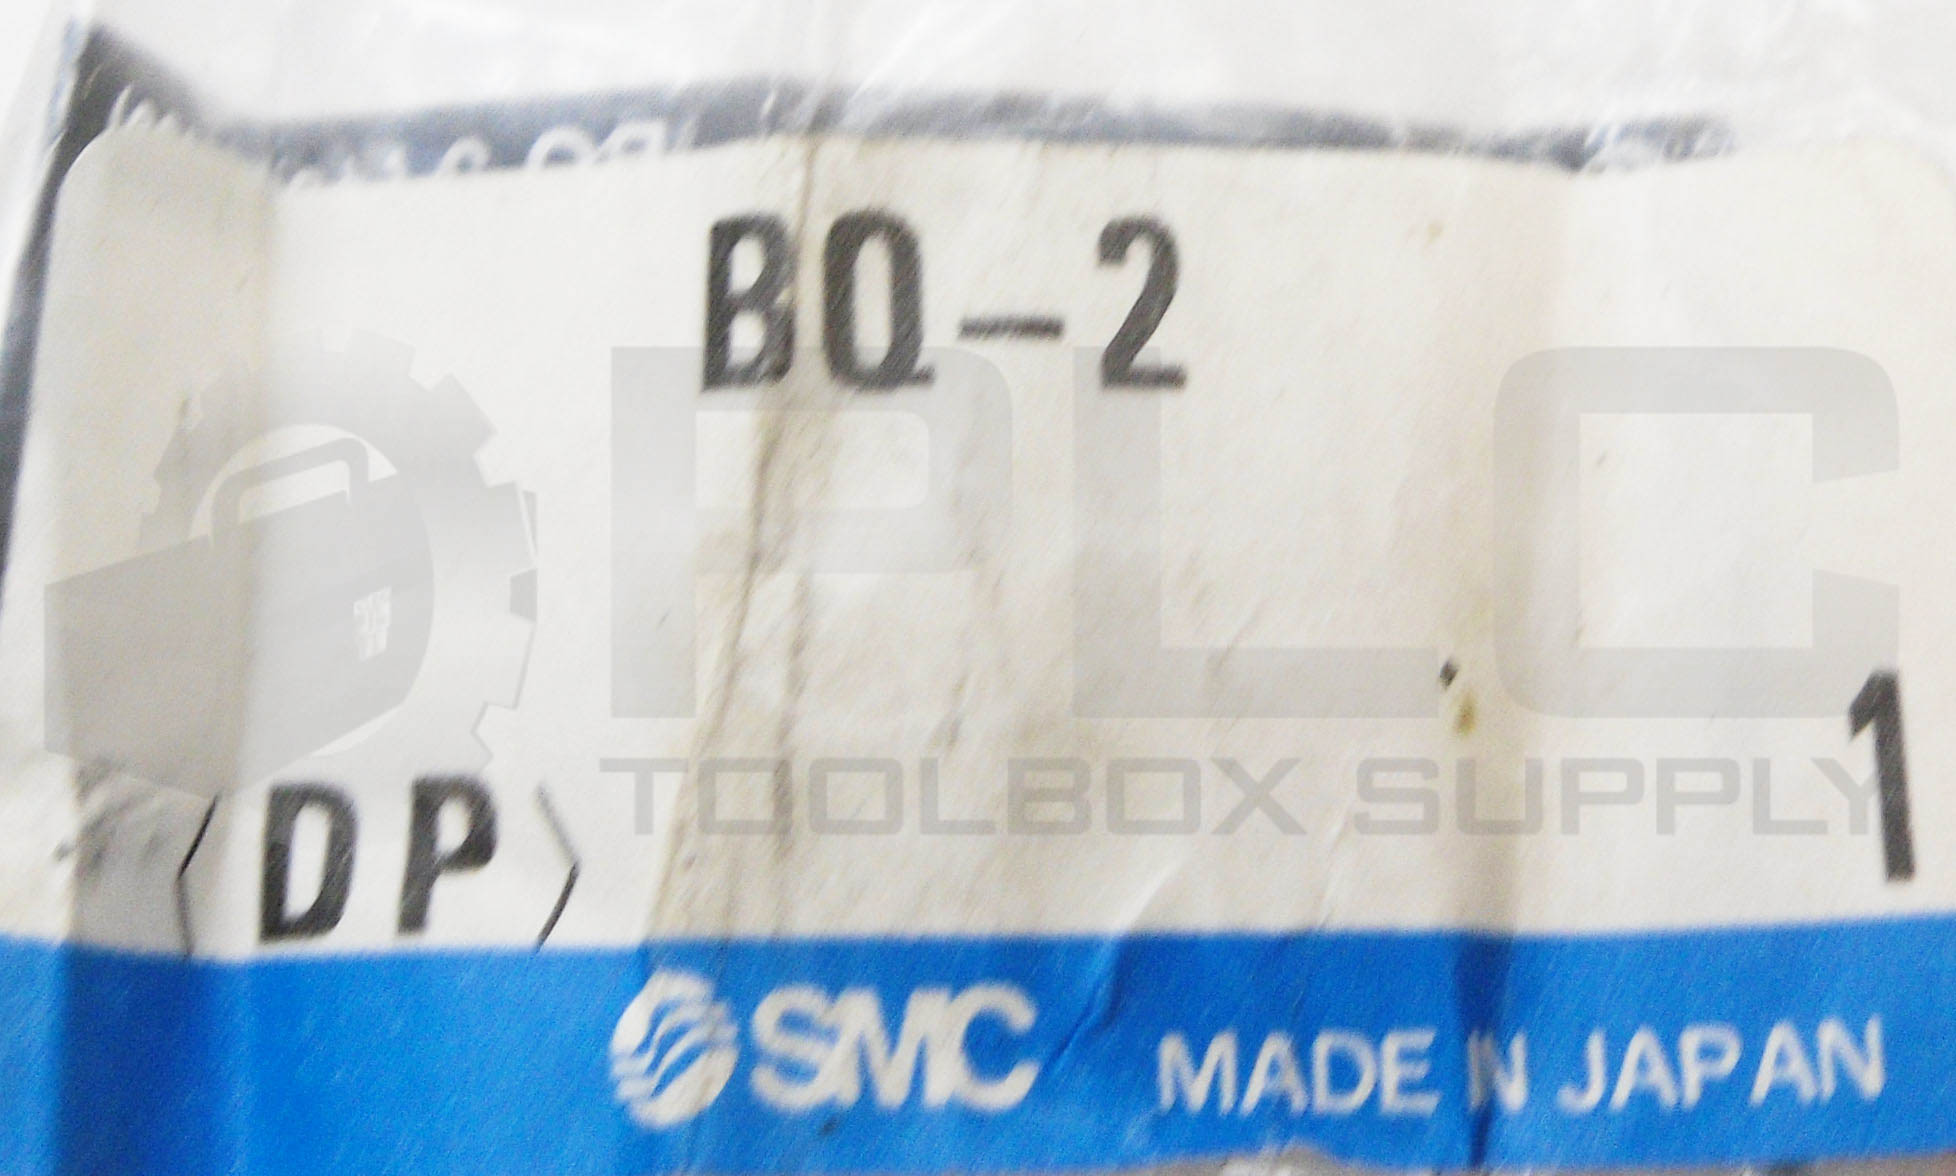 BQ-2
PLC
TOOLBOX SUPPLY
1
<DP>
SMC MADE IN JAPAN